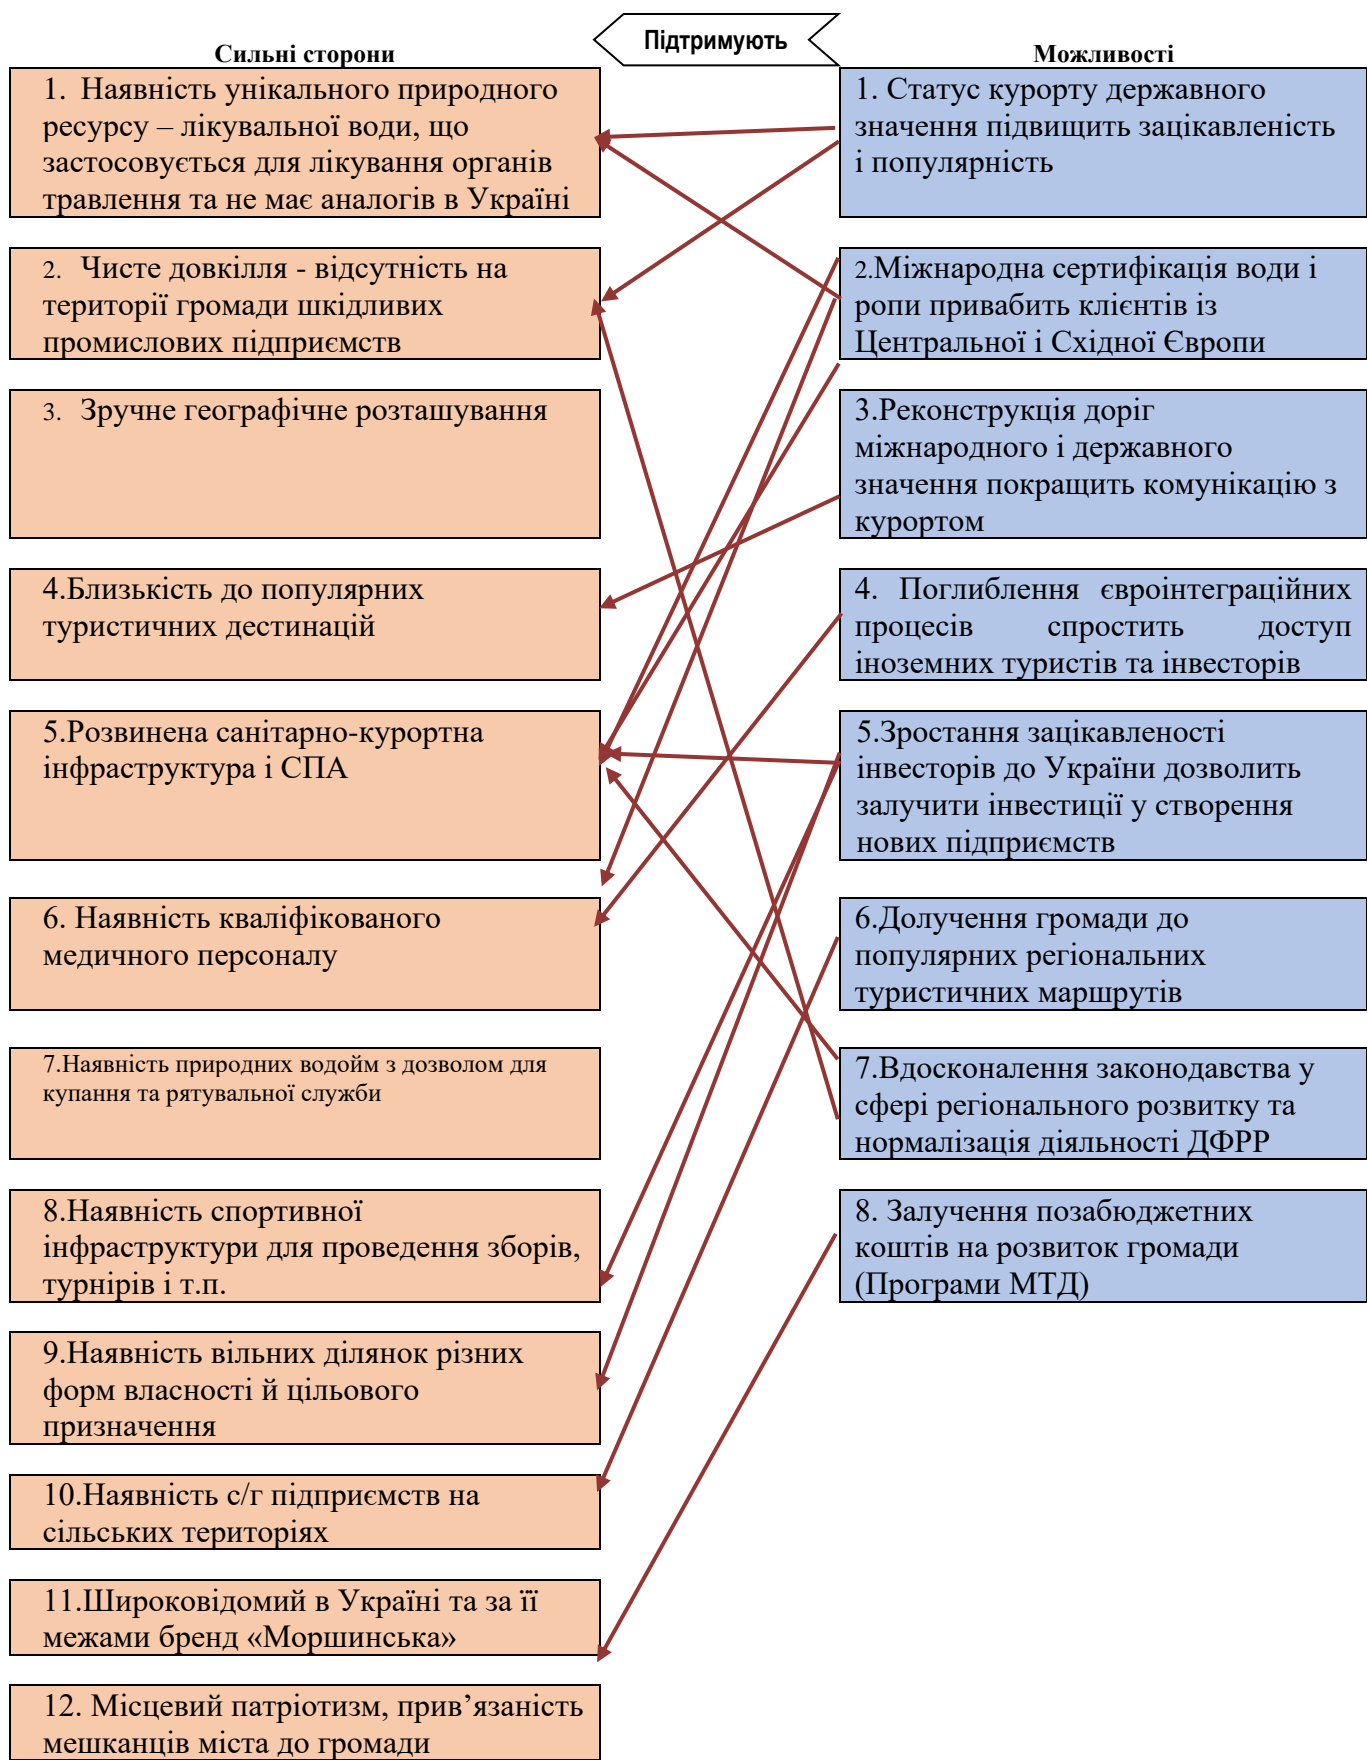 Підтримують
Сильні сторони
Можливості
1. Наявність унікального природного
ресурсу – лікувальної води, що
застосовується для лікування органів
травлення та не має аналогів в Україні
2. Чисте довкілля - відсутність на
території громади шкідливих
промислових підприємств
3. Зручне географічне розташування
4.Близькість до популярних
туристичних дестинацій
5.Розвинена санітарно-курортна
інфраструктура і СПА
6. Наявність кваліфікованого
медичного персоналу
7.Наявність природних водойм з дозволом для
купання та рятувальної служби
8.Наявність спортивної
інфраструктури для проведення зборів,
турнірів і т.п.
9.Наявність вільних ділянок різних
форм власності й цільового
призначення
10.Наявність с/г підприємств на
сільських територіях
11.Широковідомий в Україні та за її
межами бренд «Моршинська»
12. Місцевий патріотизм, прив’язаність
мешканців міста до громади
1. Статус курорту державного
значення підвищить зацікавленість
і популярність
2.Міжнародна сертифікація води і
ропи привабить клієнтів із
Центральної і Східної Європи
3.Реконструкція доріг
міжнародного і державного
значення покращить комунікацію з
курортом
4. Поглиблення євроінтеграційних
процесів спростить доступ
іноземних туристів та інвесторів
5.Зростання зацікавленості
інвесторів до України дозволить
залучити інвестиції у створення
нових підприємств
6.Долучення громади до
популярних регіональних
туристичних маршрутів
7.Вдосконалення законодавства у
сфері регіонального розвитку та
нормалізація діяльності ДФРР
8. Залучення позабюджетних
коштів на розвиток громади
(Програми МТД)